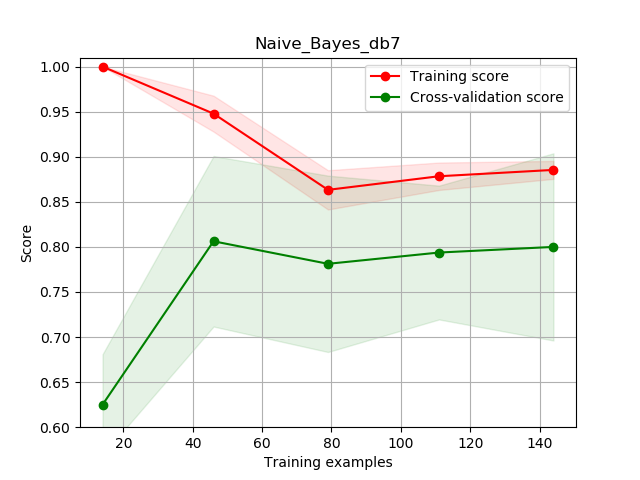 Naive_Bayes_db7
Training score
Cross-validation score
1.00
0.95
0.90
0.85
0.80
0.75
0.70
0.65
0.60
Score
20 40 60 80 100 120 140
Training examples